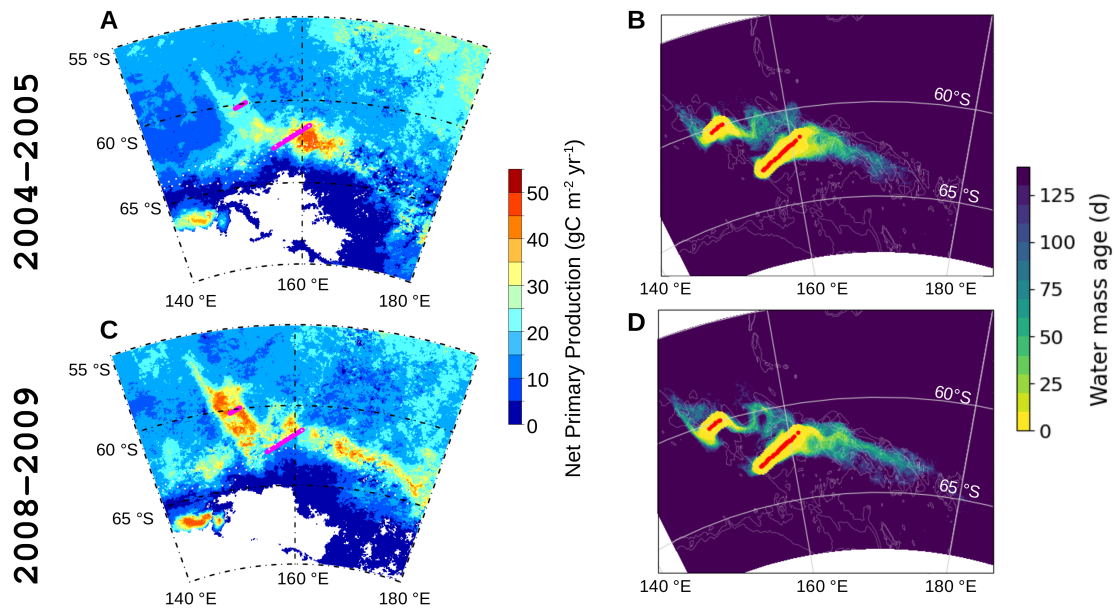 A
B
2004−2005
55 °S
60 °S
65 °S
140 °E
160 °E
180 °E
60°S
65 °S
140 °E
160 °E
180 °E
C
D
2008−2009
55 °S
60 °S
65 °S
140 °E
160 °E
180 °E
60°S
65 °S
140 °E
160 °E
180 °E
50
40
30
20
10
0
Net Primary Production (gC m⁻² yr⁻¹)
125
100
75
50
25
0
Water mass age (d)